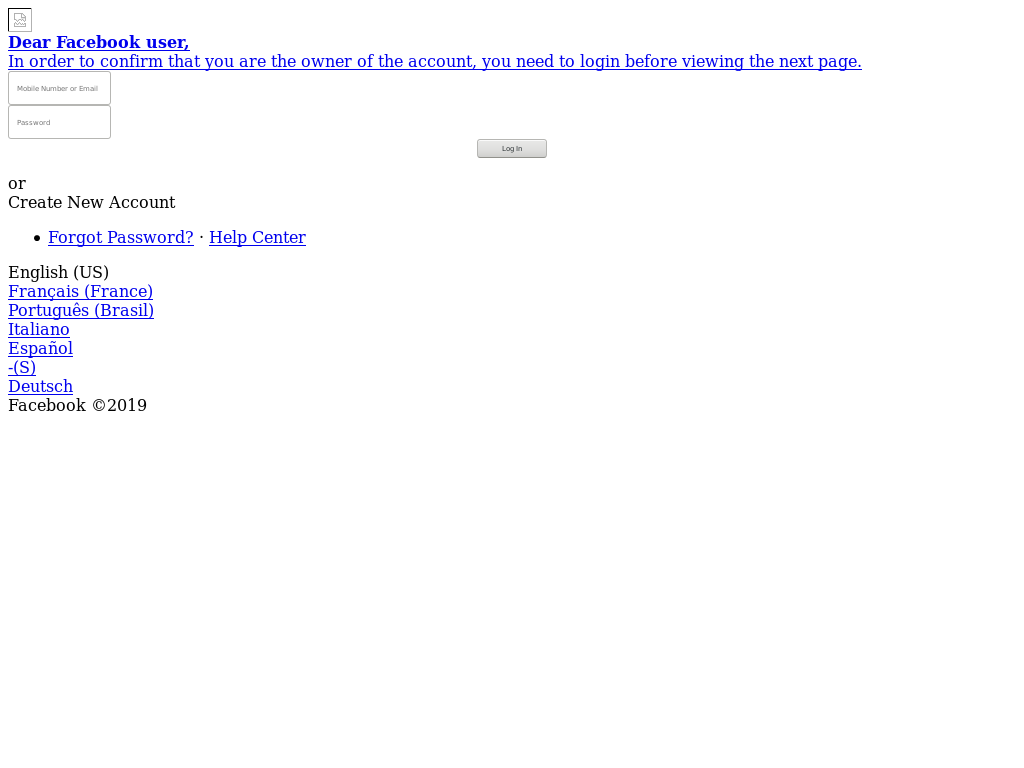 Dear Facebook user,
In order to confirm that you are the owner of the account, you need to login before viewing the next page.
Mobile Number or Email
Password
Log In
or
Create New Account
Forgot Password? · Help Center
English (US)
Français (France)
Português (Brasil)
Italiano
Español
-(S)
Deutsch
Facebook ©2019